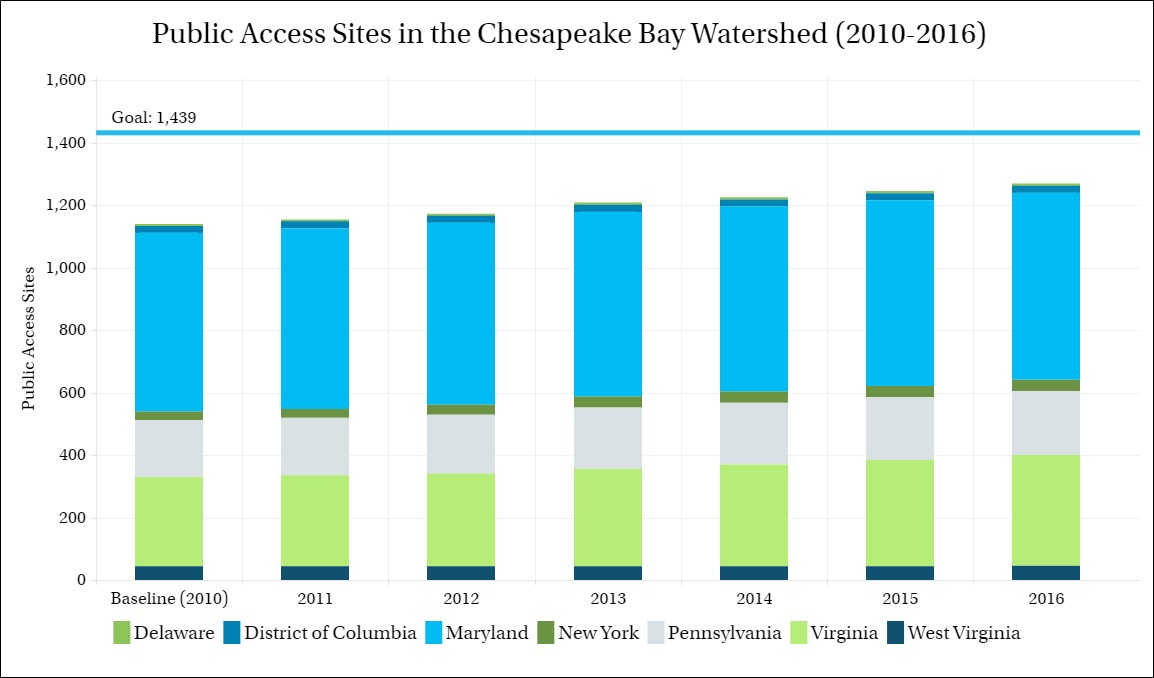 Public Access Sites in the Chesapeake Bay Watershed (2010-2016)
1,600
Goal: 1,439
1,400
1,200
1,000
800
600
400
200
0
Public Access Sites
Baseline (2010) 2011 2012 2013 2014 2015 2016
Delaware District of Columbia Maryland New York Pennsylvania Virginia West Virginia